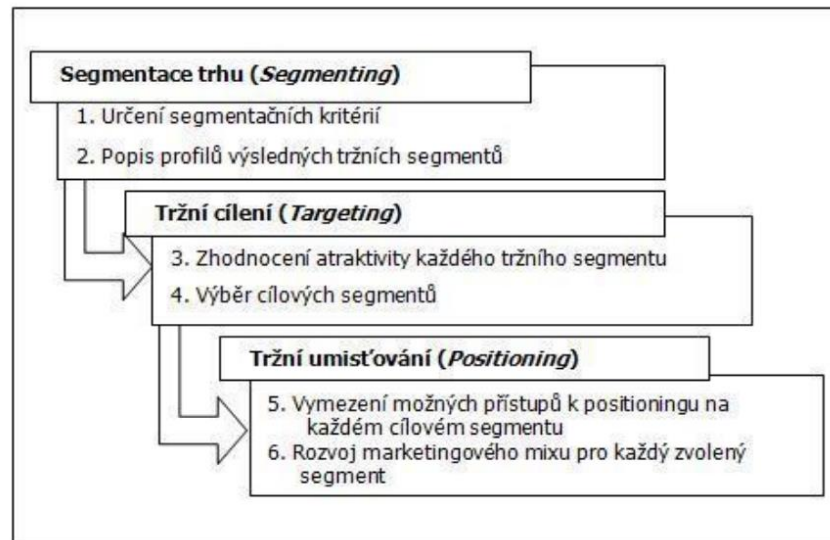 Segmentace trhu (Segmenting)
1. Určení segmentačních kritérií
2. Popis profilů výsledných tržních segmentů
Tržní cílení (Targeting)
3. Zhodnocení atraktivity každého tržního segmentu
4. Výběr cílových segmentů
Tržní umisťování (Positioning)
5. Vymezení možných přístupů k positioningu na
každém cílovém segmentu
6. Rozvoj marketingového mixu pro každý zvolený
segment